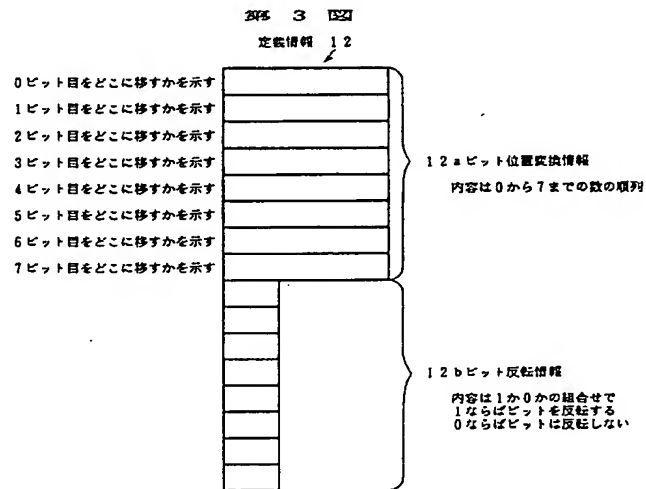 第 3 図
定義情報 12
0ビット目をどこに移すかを示す
1ビット目をどこに移すかを示す
2ビット目をどこに移すかを示す
3ビット目をどこに移すかを示す
4ビット目をどこに移すかを示す
5ビット目をどこに移すかを示す
6ビット目をどこに移すかを示す
7ビット目をどこに移すかを示す
12aビット位置変換情報
内容は0から7までの数の順列
12bビット反転情報
内容は1か0かの組合せで
1ならばビットを反転する
0ならばビットは反転しない